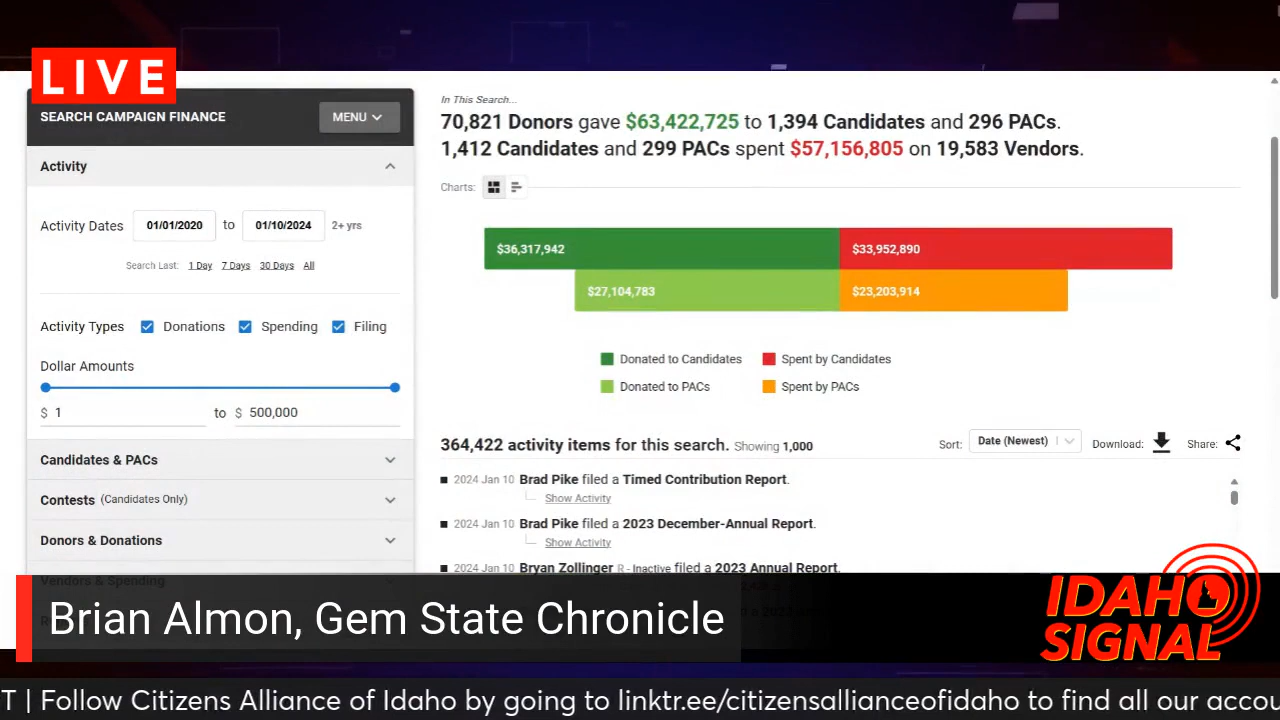 LIVE
SEARCH CAMPAIGN FINANCE
MENU
Activity
Activity Dates 01/01/2020 to 01/10/2024 2+ yrs
Search Last: 1 Day 7 Days 30 Days All
Activity Types Donations Spending Filing
Dollar Amounts
$ 1 to $ 500,000
Candidates & PACs
Contests (Candidates Only)
Donors & Donations
Vendors & Spending
In This Search...
70,821 Donors gave $63,422,725 to 1,394 Candidates and 296 PACs.
1,412 Candidates and 299 PACs spent $57,156,805 on 19,583 Vendors.
Charts:
$36,317,942 $33,952,890
$27,104,783 $23,203,914
Donated to Candidates Spent by Candidates
Donated to PACs Spent by PACs
364,422 activity items for this search. Showing 1,000
Sort: Date (Newest) Download: Share:
2024 Jan 10 Brad Pike filed a Timed Contribution Report.
Show Activity
2024 Jan 10 Brad Pike filed a 2023 December-Annual Report.
Show Activity
2024 Jan 10 Bryan Zollinger R - Inactive filed a 2023 Annual Report.
Brian Almon, Gem State Chronicle
IDAHO
SIGNAL
T | Follow Citizens Alliance of Idaho by going to linktr.ee/citizensallianceofidaho to find all our accou